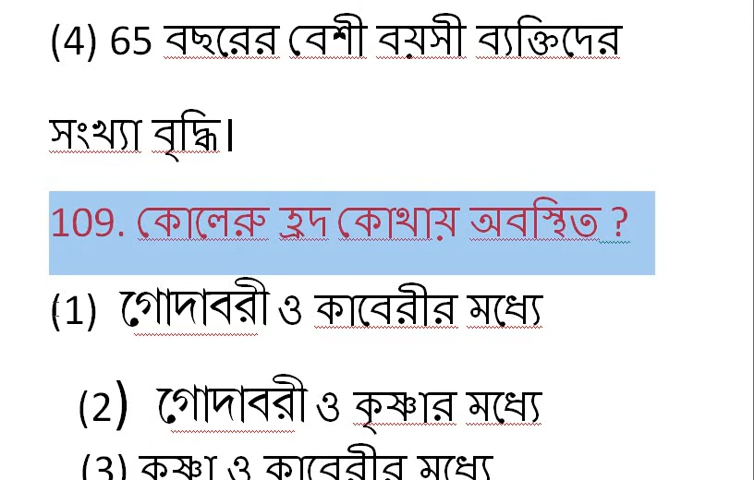 (4) 65 বছরের বেশী বয়সী ব্যক্তিদের
সংখ্যা বৃদ্ধি।
109. কোলেরু হ্রদ কোথায় অবস্থিত ?
(1) গোদাবরী ও কাবেরীর মধ্যে
(2) গোদাবরী ও কৃষ্ণার মধ্যে
(3) কৃষ্ণা ও কাবেরীর মধ্যে